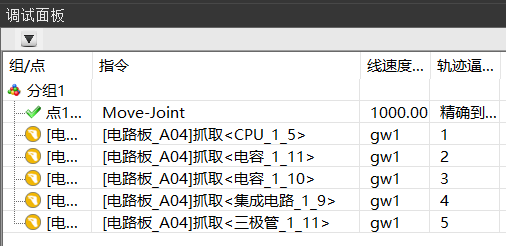 调试面板
组/点 指令 线速度... 轨迹逼...
分组1
点1... Move-Joint 1000.00 精确到...
[电... [电路板_A04]抓取<CPU_1_5> gw1 1
[电... [电路板_A04]抓取<电容_1_11> gw1 2
[电... [电路板_A04]抓取<电容_1_10> gw1 3
[电... [电路板_A04]抓取<集成电路_1_9> gw1 4
[电... [电路板_A04]抓取<三极管_1_11> gw1 5